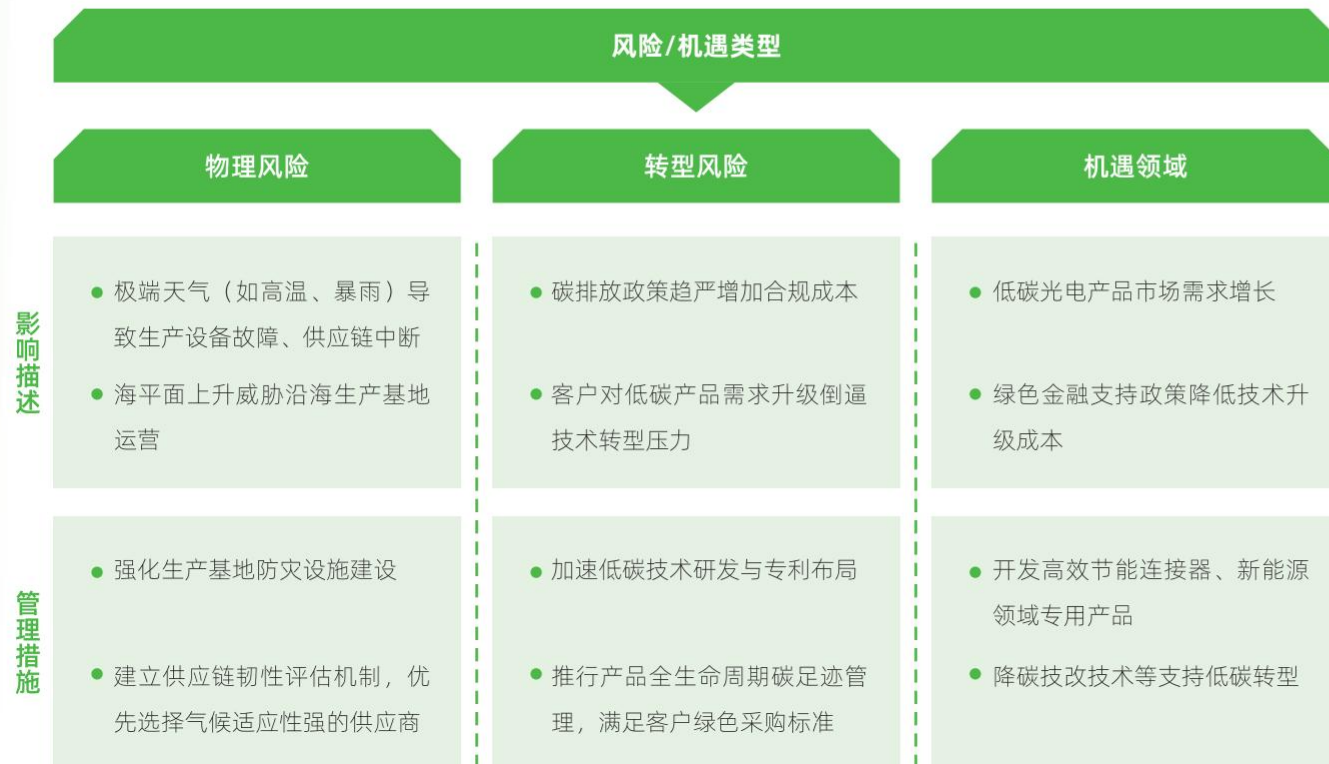 风险/机遇类型
物理风险
转型风险
机遇领域
影响描述
极端天气（如高温、暴雨）导
致生产设备故障、供应链中断
海平面上升威胁沿海生产基地
运营
碳排放政策趋严增加合规成本
客户对低碳产品需求升级倒逼
技术转型压力
低碳光电产品市场需求增长
绿色金融支持政策降低技术升
级成本
管理措施
强化生产基地防灾设施建设
建立供应链韧性评估机制，优
先选择气候适应性强的供应商
加速低碳技术研发与专利布局
推行产品全生命周期碳足迹管
理，满足客户绿色采购标准
开发高效节能连接器、新能源
领域专用产品
降碳技改技术等支持低碳转型